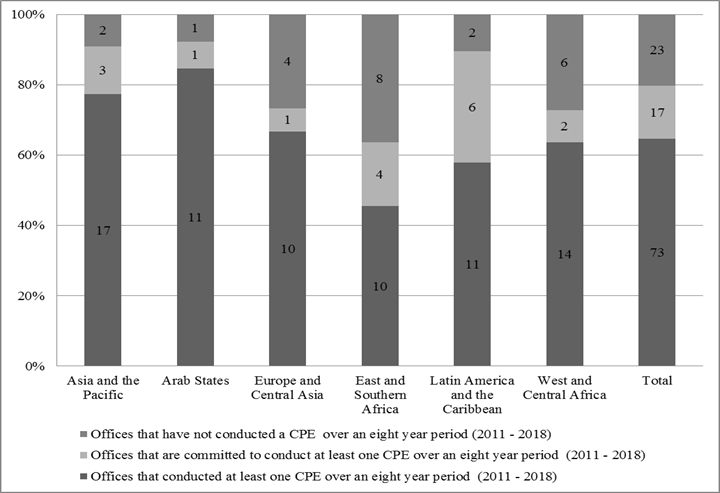 100%
2
1
4
8
2
6
23
80%
3
1
1
4
6
2
17
60%
40%
17
11
10
10
11
14
73
20%
0%
Asia and the
Pacific
Arab States
Europe and
Central Asia
East and
Southern
Africa
Latin America
and the
Caribbean
West and
Central Africa
Total
Offices that have not conducted a CPE over an eight year period (2011 - 2018)
Offices that are committed to conduct at least one CPE over an eight year period (2011 - 2018)
Offices that conducted at least one CPE over an eight year period (2011 - 2018)